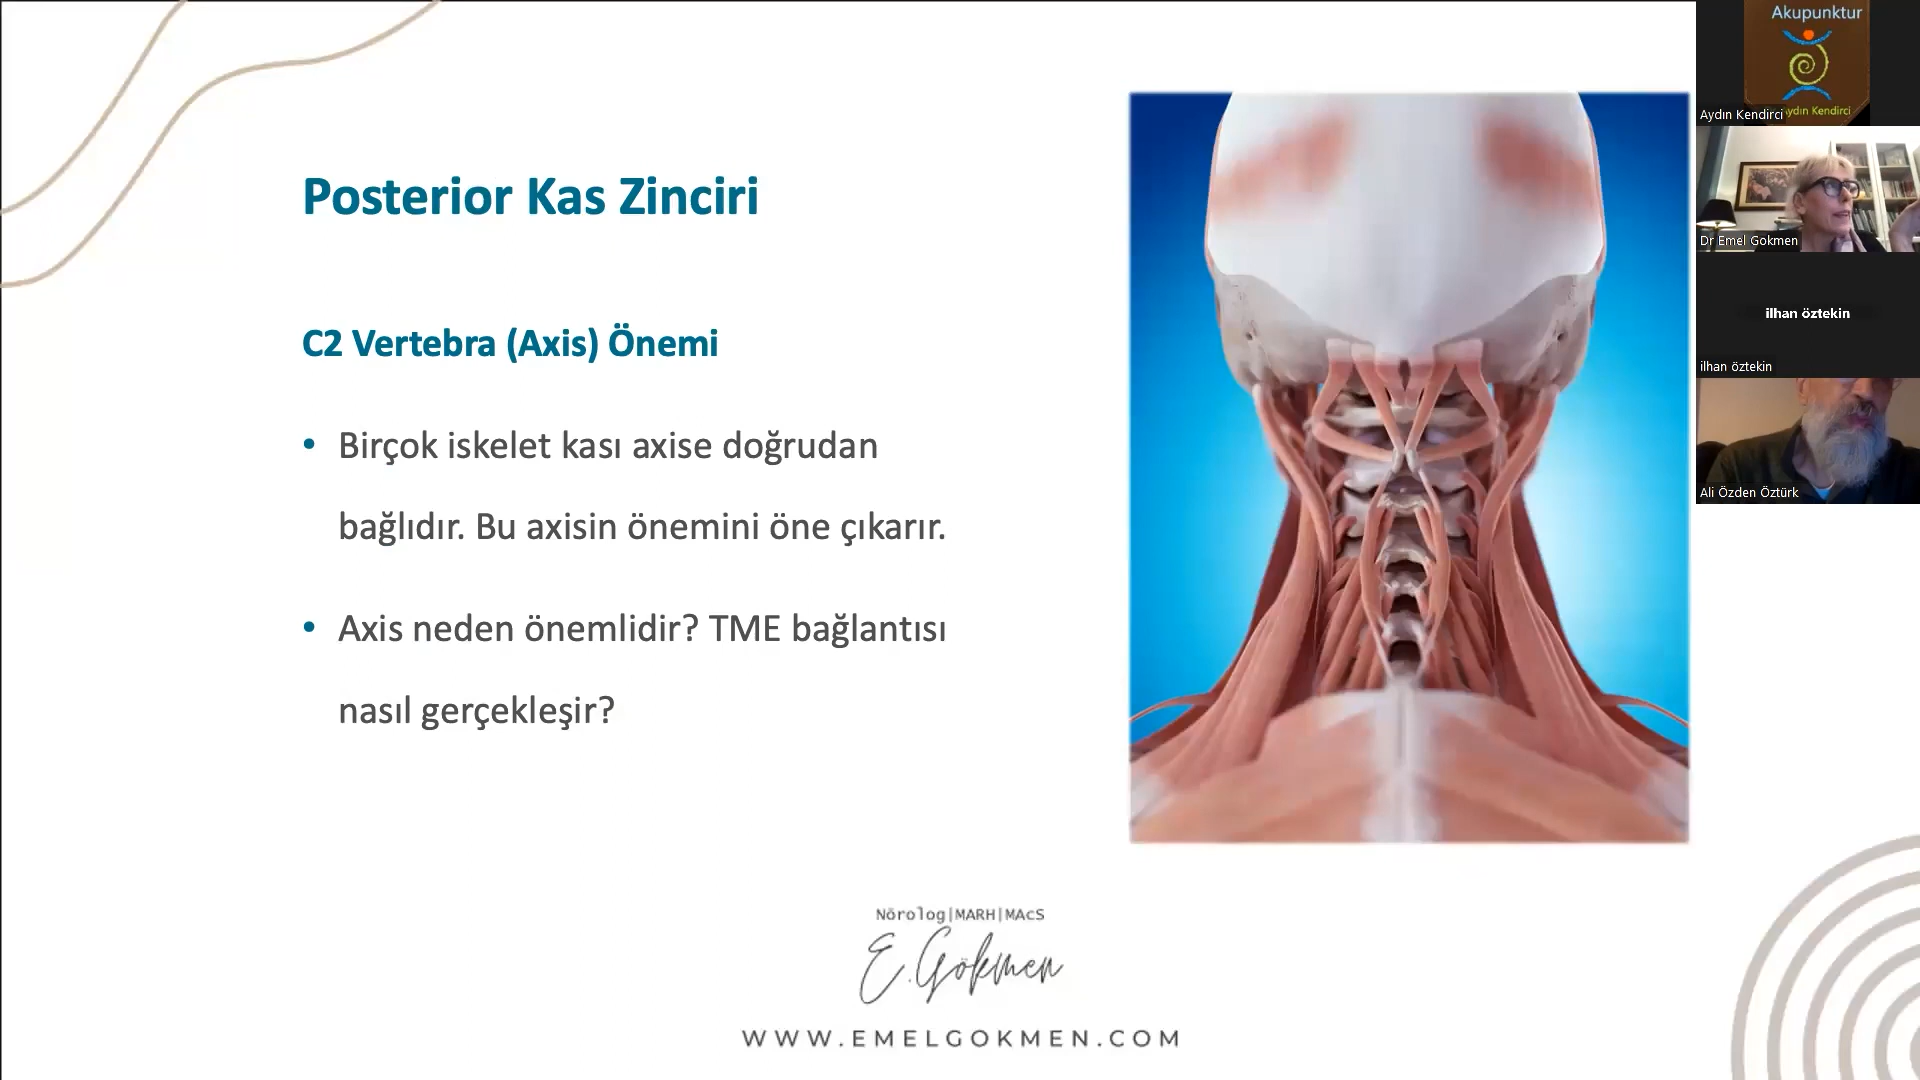 Posterior Kas Zinciri
C2 Vertebra (Axis) Önemi
• Birçok iskelet kası axise doğrudan
bağlıdır. Bu axisin önemini öne çıkarır.
• Axis neden önemlidir? TME bağlantısı
nasıl gerçekleşir?
Nörolog|MARH|MAcS
E.Gökmen
WWW.EMELGOKMEN.COM
Akupunktur
Aydın Kendirci
Aydın Kendirci
Dr Emel Gokmen
ilhan öztekin
ilhan öztekin
Ali Özden Öztürk